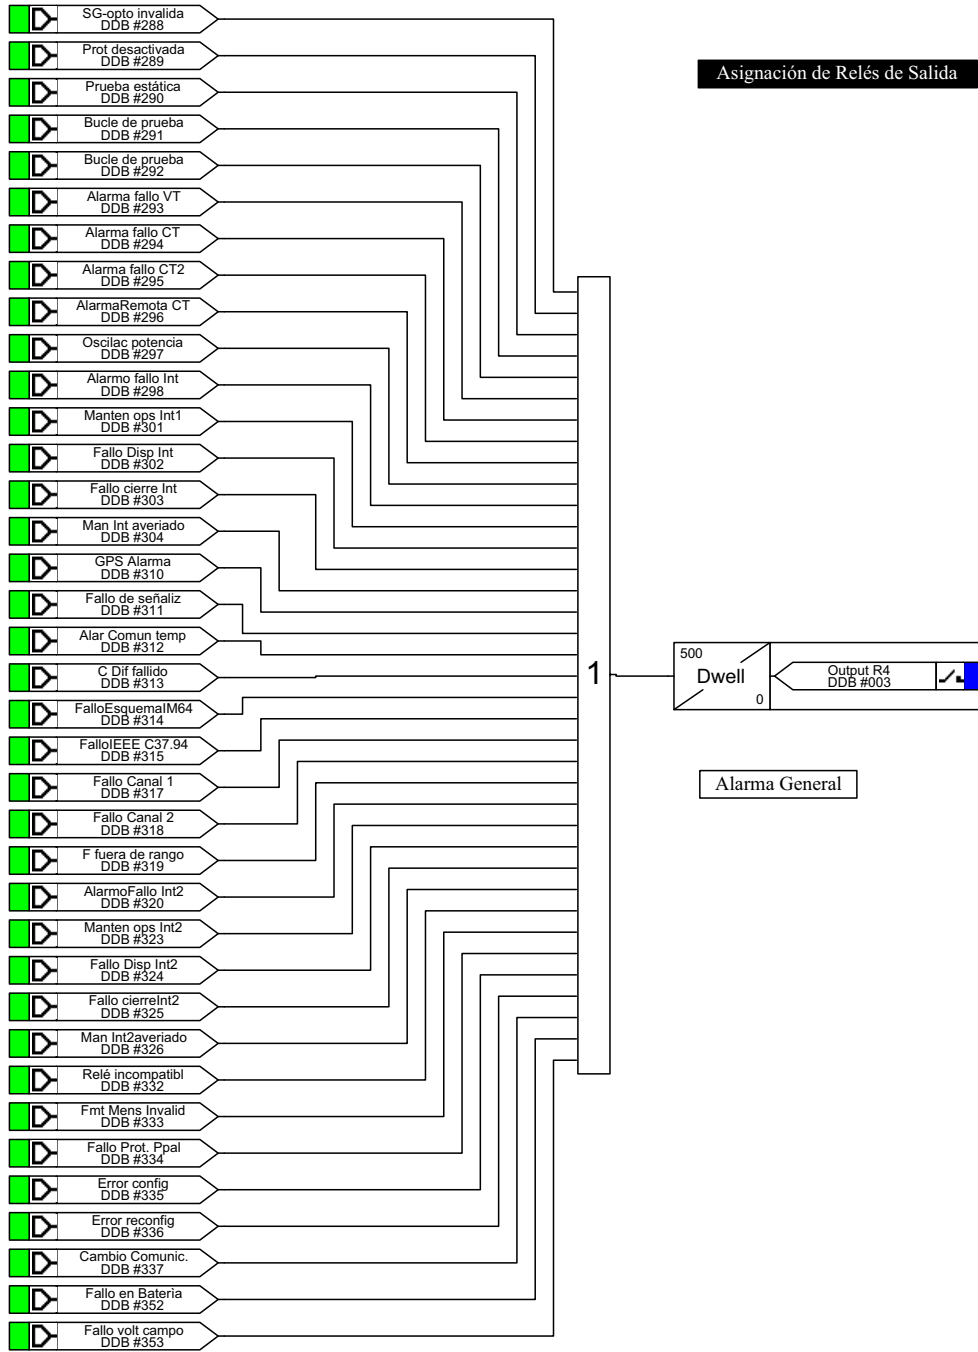 SG-opto invalida
DDB #288
Prot desactivada
DDB #289
Prueba estática
DDB #290
Bucle de prueba
DDB #291
Bucle de prueba
DDB #292
Alarma fallo VT
DDB #293
Alarma fallo CT
DDB #294
Alarma fallo CT2
DDB #295
AlarmaRemota CT
DDB #296
Oscilac potencia
DDB #297
Alarmo fallo Int
DDB #298
Manten ops Int1
DDB #301
Fallo Disp Int
DDB #302
Fallo cierre Int
DDB #303
Man Int averiado
DDB #304
GPS Alarma
DDB #310
Fallo de señaliz
DDB #311
Alar Comun temp
DDB #312
C Dif fallido
DDB #313
FalloEsquemaIM64
DDB #314
FalloIEEE C37.94
DDB #315
Fallo Canal 1
DDB #317
Fallo Canal 2
DDB #318
F fuera de rango
DDB #319
AlarmoFallo Int2
DDB #320
Manten ops Int2
DDB #323
Fallo Disp Int2
DDB #324
Fallo cierreInt2
DDB #325
Man Int2averiado
DDB #326
Relé incompatibl
DDB #332
Fmt Mens Invalid
DDB #333
Fallo Prot. Ppal
DDB #334
Error config
DDB #335
Error reconfig
DDB #336
Cambio Comunic.
DDB #337
Fallo en Baterìa
DDB #352
Fallo volt campo
DDB #353
1
Asignación de Relés de Salida
500
Dwell
0
Output R4
DDB #003
Alarma General